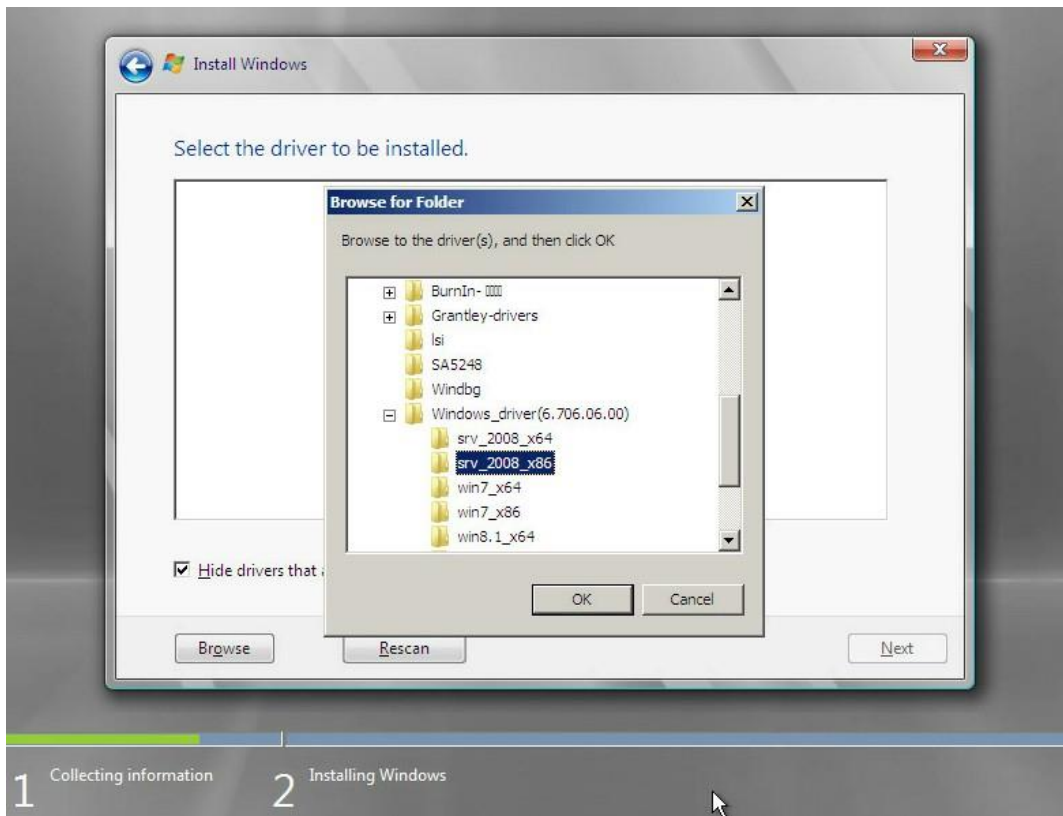 Install Windows
Select the driver to be installed.
Browse for Folder
Browse to the driver(s), and then click OK
BurnIn-
Grantley-drivers
lsi
SA5248
Windbg
Windows_driver(6.706.06.00)
srv_2008_x64
srv_2008_x86
win7_x64
win7_x86
win8.1_x64
Hide drivers that
OK Cancel
Browse Rescan Next
1 Collecting information 2 Installing Windows